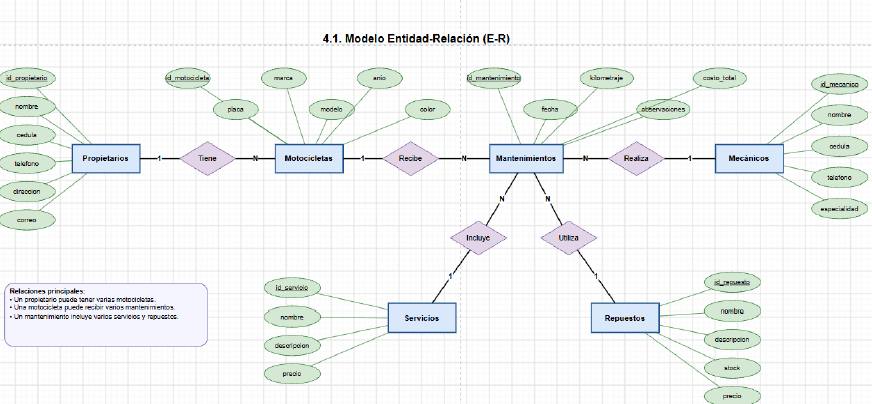 4.1. Modelo Entidad-Relación (E-R)
id_propietario
id_motocicleta
marca
anio
id_mantenimiento
kilometraje
costo_total
id_mecanico
nombre
placa
modelo
color
fecha
observaciones
nombre
cedula
cedula
Propietarios
1
Tiene
N
Motocicletas
1
Recibe
N
Mantenimientos
N
Realiza
1
Mecánicos
telefono
telefono
direccion
especialidad
correo
N
N
Incluye
Utiliza
1
1
id_servicio
id_repuesto
Relaciones principales:
• Un propietario puede tener varias motocicletas.
• Una motocicleta puede recibir varios mantenimientos.
• Un mantenimiento incluye varios servicios y repuestos.
nombre
nombre
Servicios
Repuestos
descripcion
descripcion
precio
stock
precio